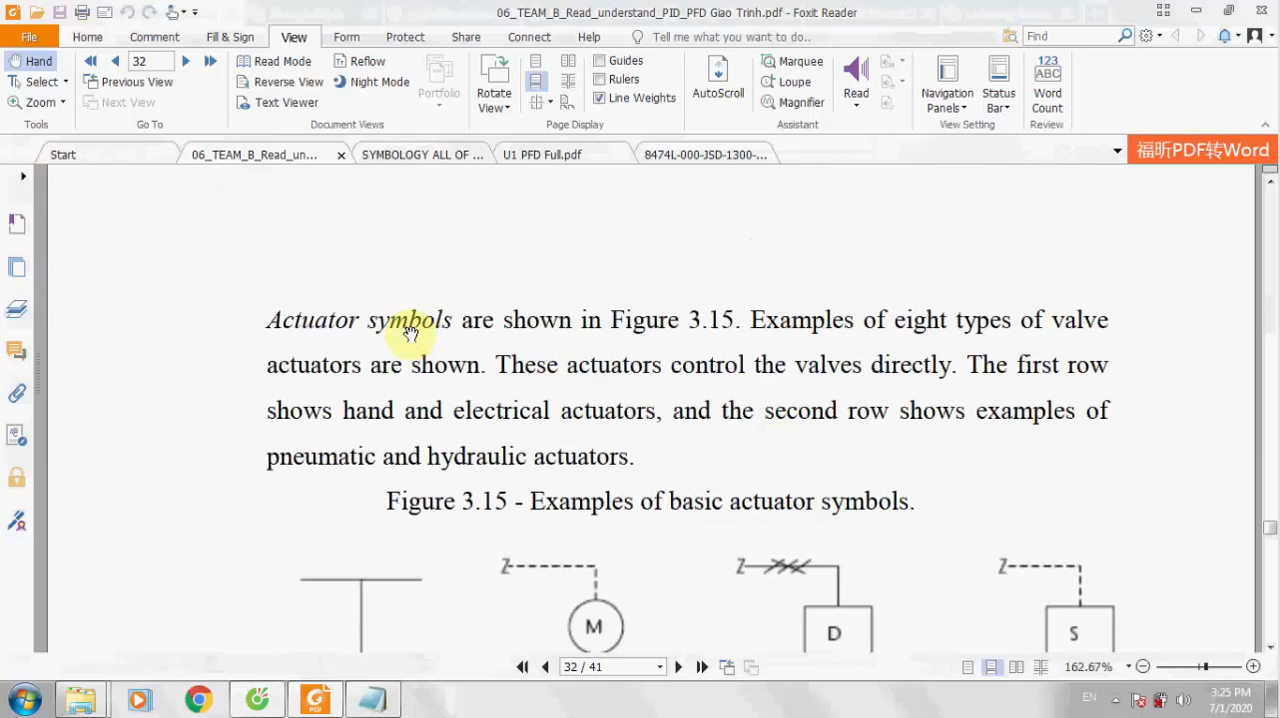 06_TEAM_B_Read_understand_PID_PFD Giao Trinh.pdf - Foxit Reader
File Home Comment Fill & Sign View Form Protect Share Connect Help Tell me what you want to do... Find
Hand 32 Read Mode Reflow Guides Marquee 123
Select Previous View Reverse View Night Mode Rulers Loupe ABC
Zoom Next View Text Viewer Portfolio Rotate View Line Weights AutoScroll Magnifier Read Navigation Panels Status Bar Word Count
Tools Go To Document Views Page Display Assistant View Setting Review
Start 06_TEAM_B_Read_un... SYMBOLOGY ALL OF ... U1 PFD Full.pdf 8474L-000-JSD-1300-... 福昕PDF转Word
Actuator symbols are shown in Figure 3.15. Examples of eight types of valve
actuators are shown. These actuators control the valves directly. The first row
shows hand and electrical actuators, and the second row shows examples of
pneumatic and hydraulic actuators.
Figure 3.15 - Examples of basic actuator symbols.
Z Z Z
M D S
32 / 41 162.67%
PDF EN 3:25 PM
7/1/2020